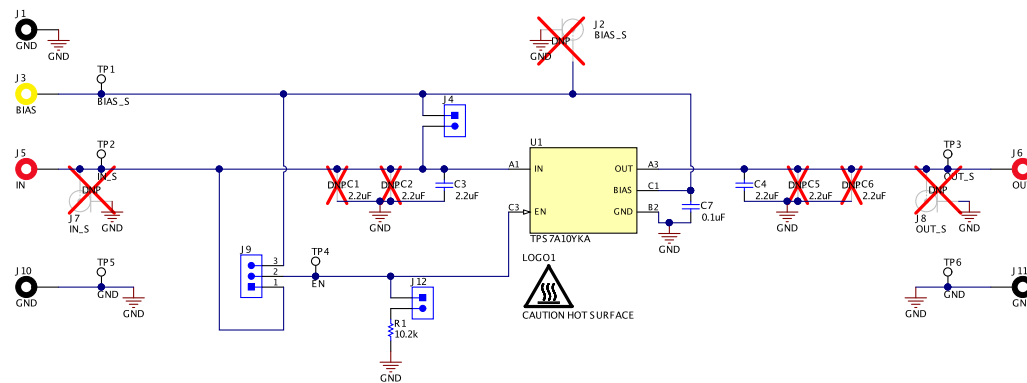 J1
GND
GND
J2
BIAS_S
DNP
GND
J3
BIAS
TP1
BIAS_S
J4
J5
IN
TP2
IN_S
DNP
J7
IN_S
GND
DNP
C1
2.2uF
DNP
C2
2.2uF
C3
2.2uF
GND
U1
A1
IN
OUT
A3
BIAS
C1
C3
EN
GND
B2
TPS7A10YKA
C7
0.1uF
GND
C4
2.2uF
DNP
C5
2.2uF
DNP
C6
2.2uF
GND
TP3
OUT_S
DNP
J8
OUT_S
GND
J6
OU
J9
3
2
1
TP4
EN
J12
R1
10.2k
GND
LOGO1
CAUTION HOT SURFACE
J10
GND
TP5
GND
GND
TP6
GND
GND
J11
GND